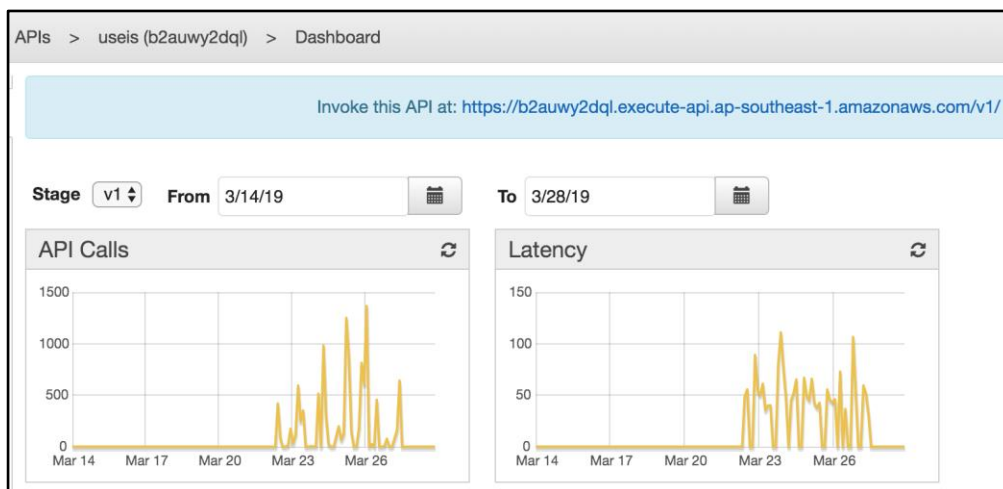 APIs > useis (b2auwy2dql) > Dashboard
Invoke this API at: https://b2auwy2dql.execute-api.ap-southeast-1.amazonaws.com/v1/
Stage v1 From 3/14/19 To 3/28/19
API Calls
1500
1000
500
0
Mar 14 Mar 17 Mar 20 Mar 23 Mar 26
Latency
150
100
50
0
Mar 14 Mar 17 Mar 20 Mar 23 Mar 26